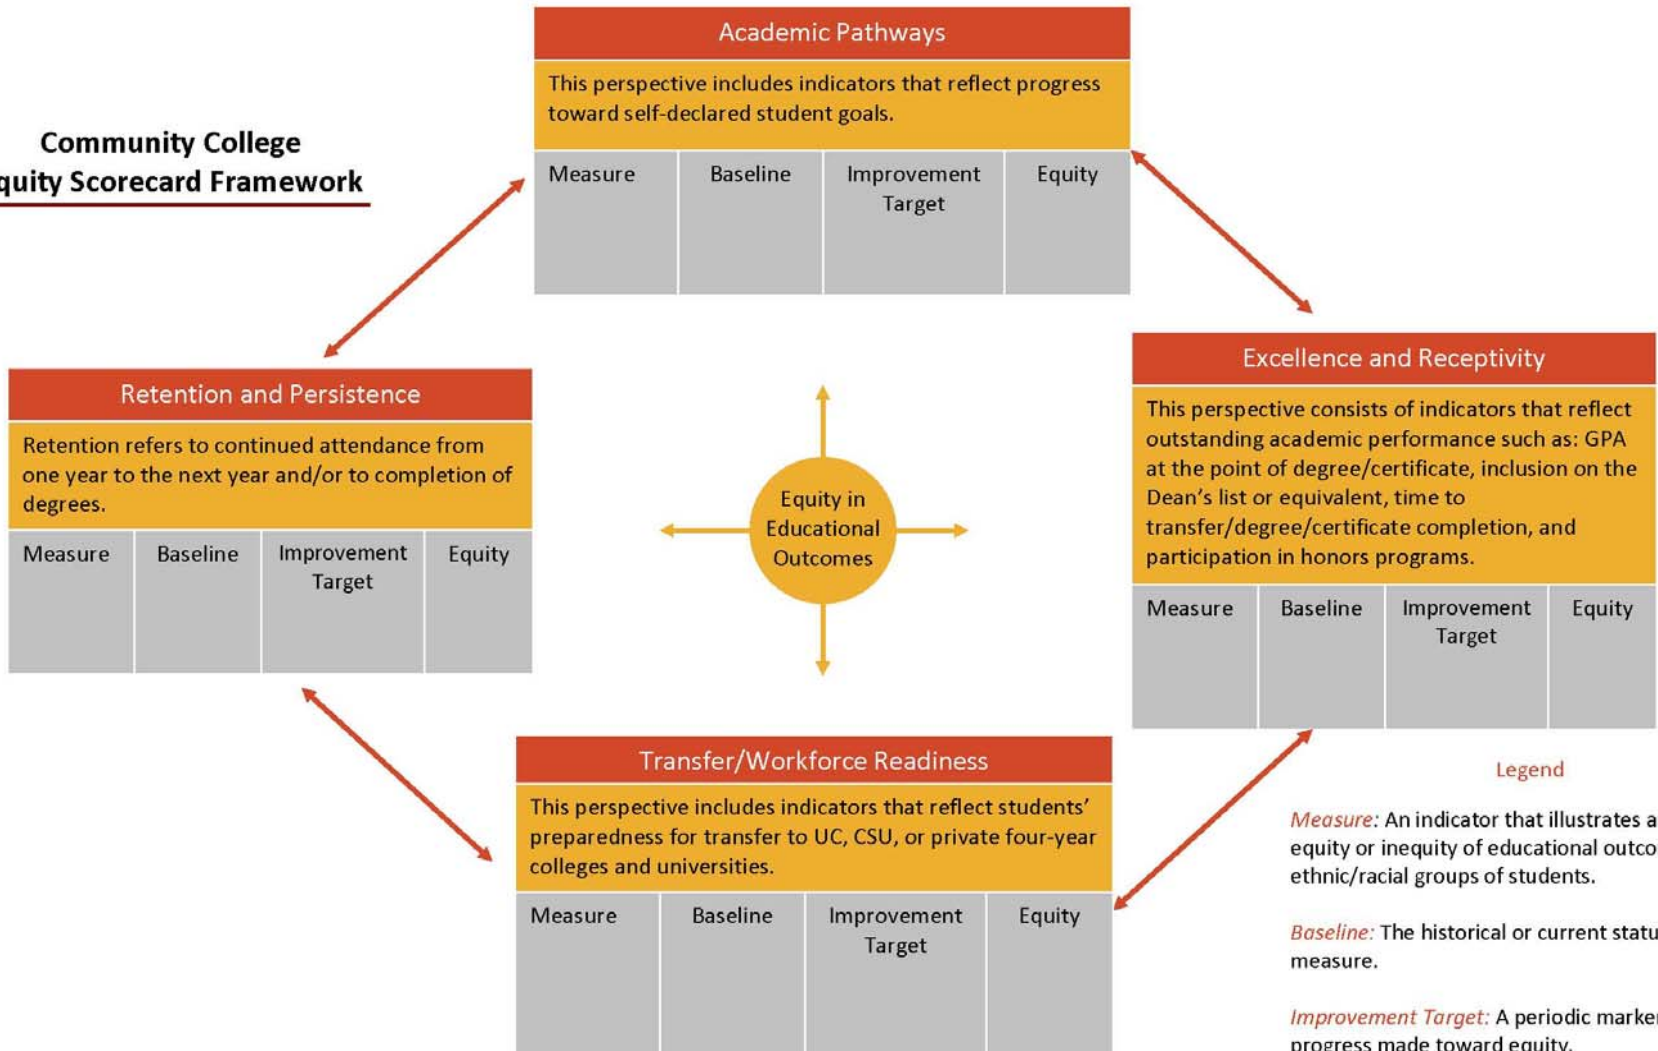 Community College
quity Scorecard Framework
Academic Pathways
This perspective includes indicators that reflect progress
toward self-declared student goals.
Measure Baseline Improvement Target Equity
Retention and Persistence
Retention refers to continued attendance from
one year to the next year and/or to completion of
degrees.
Measure Baseline Improvement Target Equity
Equity in
Educational
Outcomes
Excellence and Receptivity
This perspective consists of indicators that reflect
outstanding academic performance such as: GPA
at the point of degree/certificate, inclusion on the
Dean’s list or equivalent, time to
transfer/degree/certificate completion, and
participation in honors programs.
Measure Baseline Improvement Target Equity
Transfer/Workforce Readiness
This perspective includes indicators that reflect students’
preparedness for transfer to UC, CSU, or private four-year
colleges and universities.
Measure Baseline Improvement Target Equity
Legend
Measure: An indicator that illustrates a
equity or inequity of educational outco
ethnic/racial groups of students.
Baseline: The historical or current statu
measure.
Improvement Target: A periodic marker
progress made toward equity.